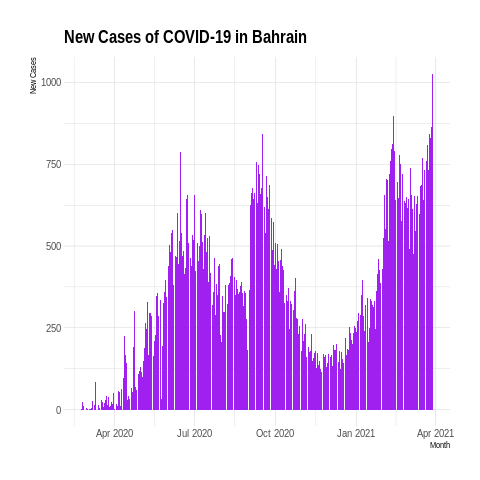 New Cases of COVID-19 in Bahrain
New Cases
1000
750
500
250
0
Apr 2020 Jul 2020 Oct 2020 Jan 2021 Apr 2021
Month